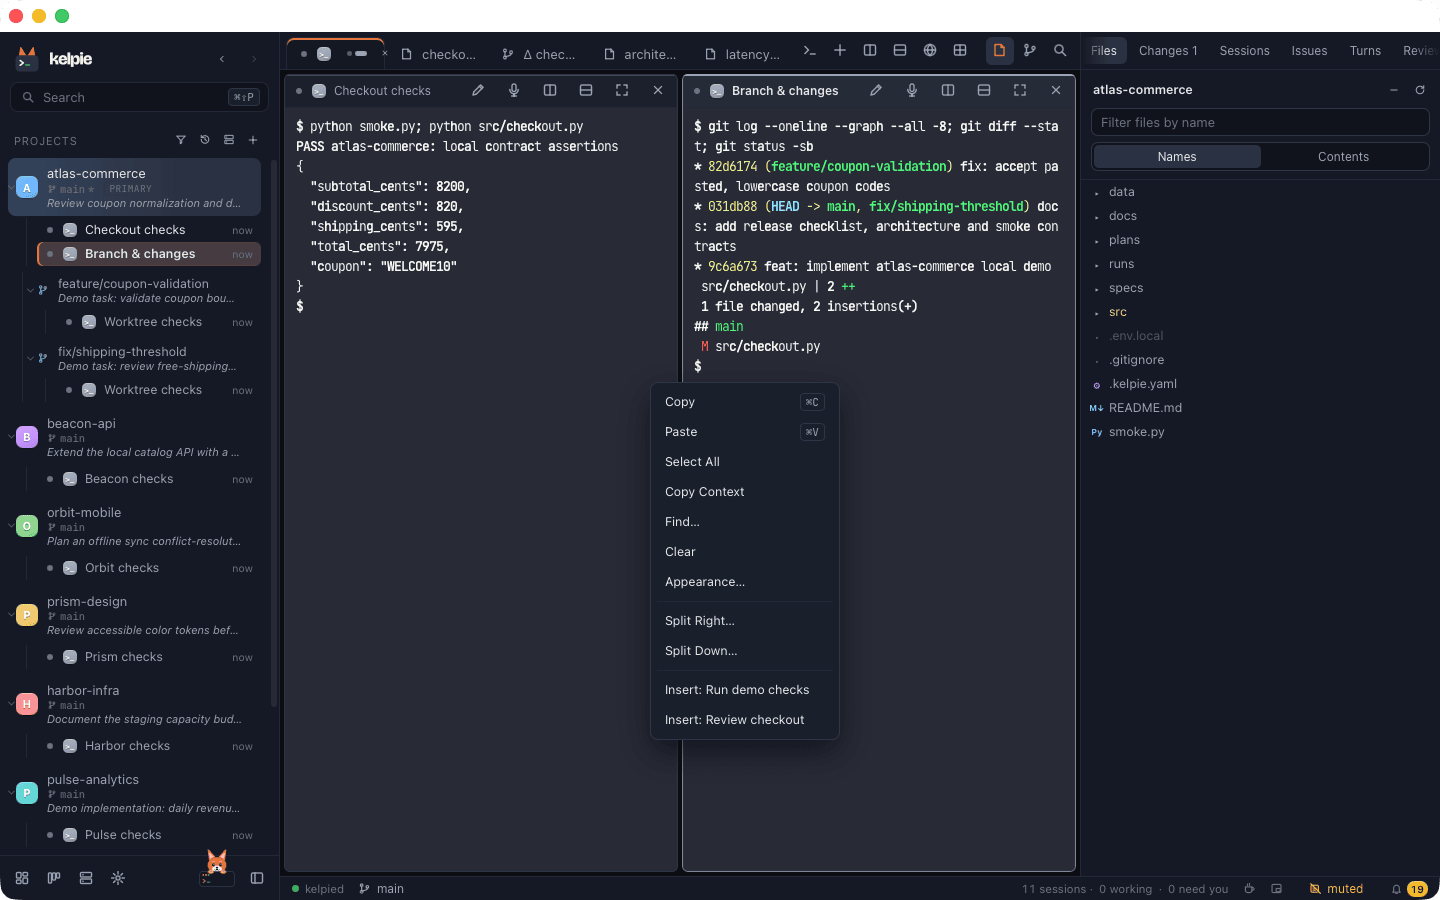 kelpie
Search
⌘⇧P
PROJECTS
A
atlas-commerce
main *
PRIMARY
Review coupon normalization and d...
Checkout checks
now
Branch & changes
now
feature/coupon-validation
Demo task: validate coupon bou...
Worktree checks
now
fix/shipping-threshold
Demo task: review free-shipping...
Worktree checks
now
B
beacon-api
main
Extend the local catalog API with a ...
Beacon checks
now
O
orbit-mobile
main
Plan an offline sync conflict-resolut...
Orbit checks
now
P
prism-design
main
Review accessible color tokens bef...
Prism checks
now
H
harbor-infra
main
Document the staging capacity bud...
Harbor checks
now
pulse-analytics
P
main
Demo implementation: daily revenu...
Pulse checks
now
checko...
Δ chec...
archite...
latency...
Checkout checks
$ python smoke.py; python src/checkout.py
PASS atlas-commerce: local contract assertions
{
"subtotal_cents": 8200,
"discount_cents": 820,
"shipping_cents": 595,
"total_cents": 7975,
"coupon": "WELCOME10"
}
$
Branch & changes
$ git log --oneline --graph --all -8; git diff --sta
t; git status -sb
* 82d6174 (feature/coupon-validation) fix: accept pa
sted, lowercase coupon codes
* 031db88 (HEAD -> main, fix/shipping-threshold) doc
s: add release checklist, architecture and smoke con
tracts
* 9c6a673 feat: implement atlas-commerce local demo
src/checkout.py | 2 ++
1 file changed, 2 insertions(+)
## main
M src/checkout.py
$
Copy
⌘C
Paste
⌘V
Select All
Copy Context
Find...
Clear
Appearance...
Split Right...
Split Down...
Insert: Run demo checks
Insert: Review checkout
Files
Changes 1
Sessions
Issues
Turns
Revie
atlas-commerce
Filter files by name
Names
Contents
data
docs
plans
runs
specs
src
.env.local
.gitignore
.kelpie.yaml
M↓ README.md
Py smoke.py
kelpied
main
11 sessions · 0 working · 0 need you
muted
19